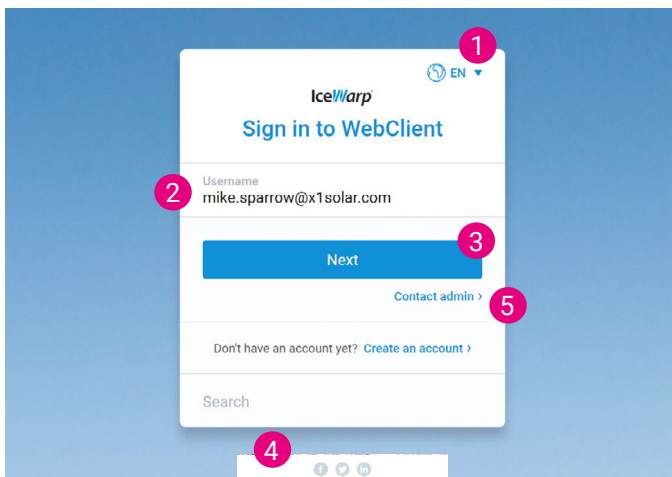 1
EN
IceWarp
Sign in to WebClient
Username
2
mike.sparrow@x1solar.com
3
Next
Contact admin ›
5
Don't have an account yet? Create an account ›
Search
4